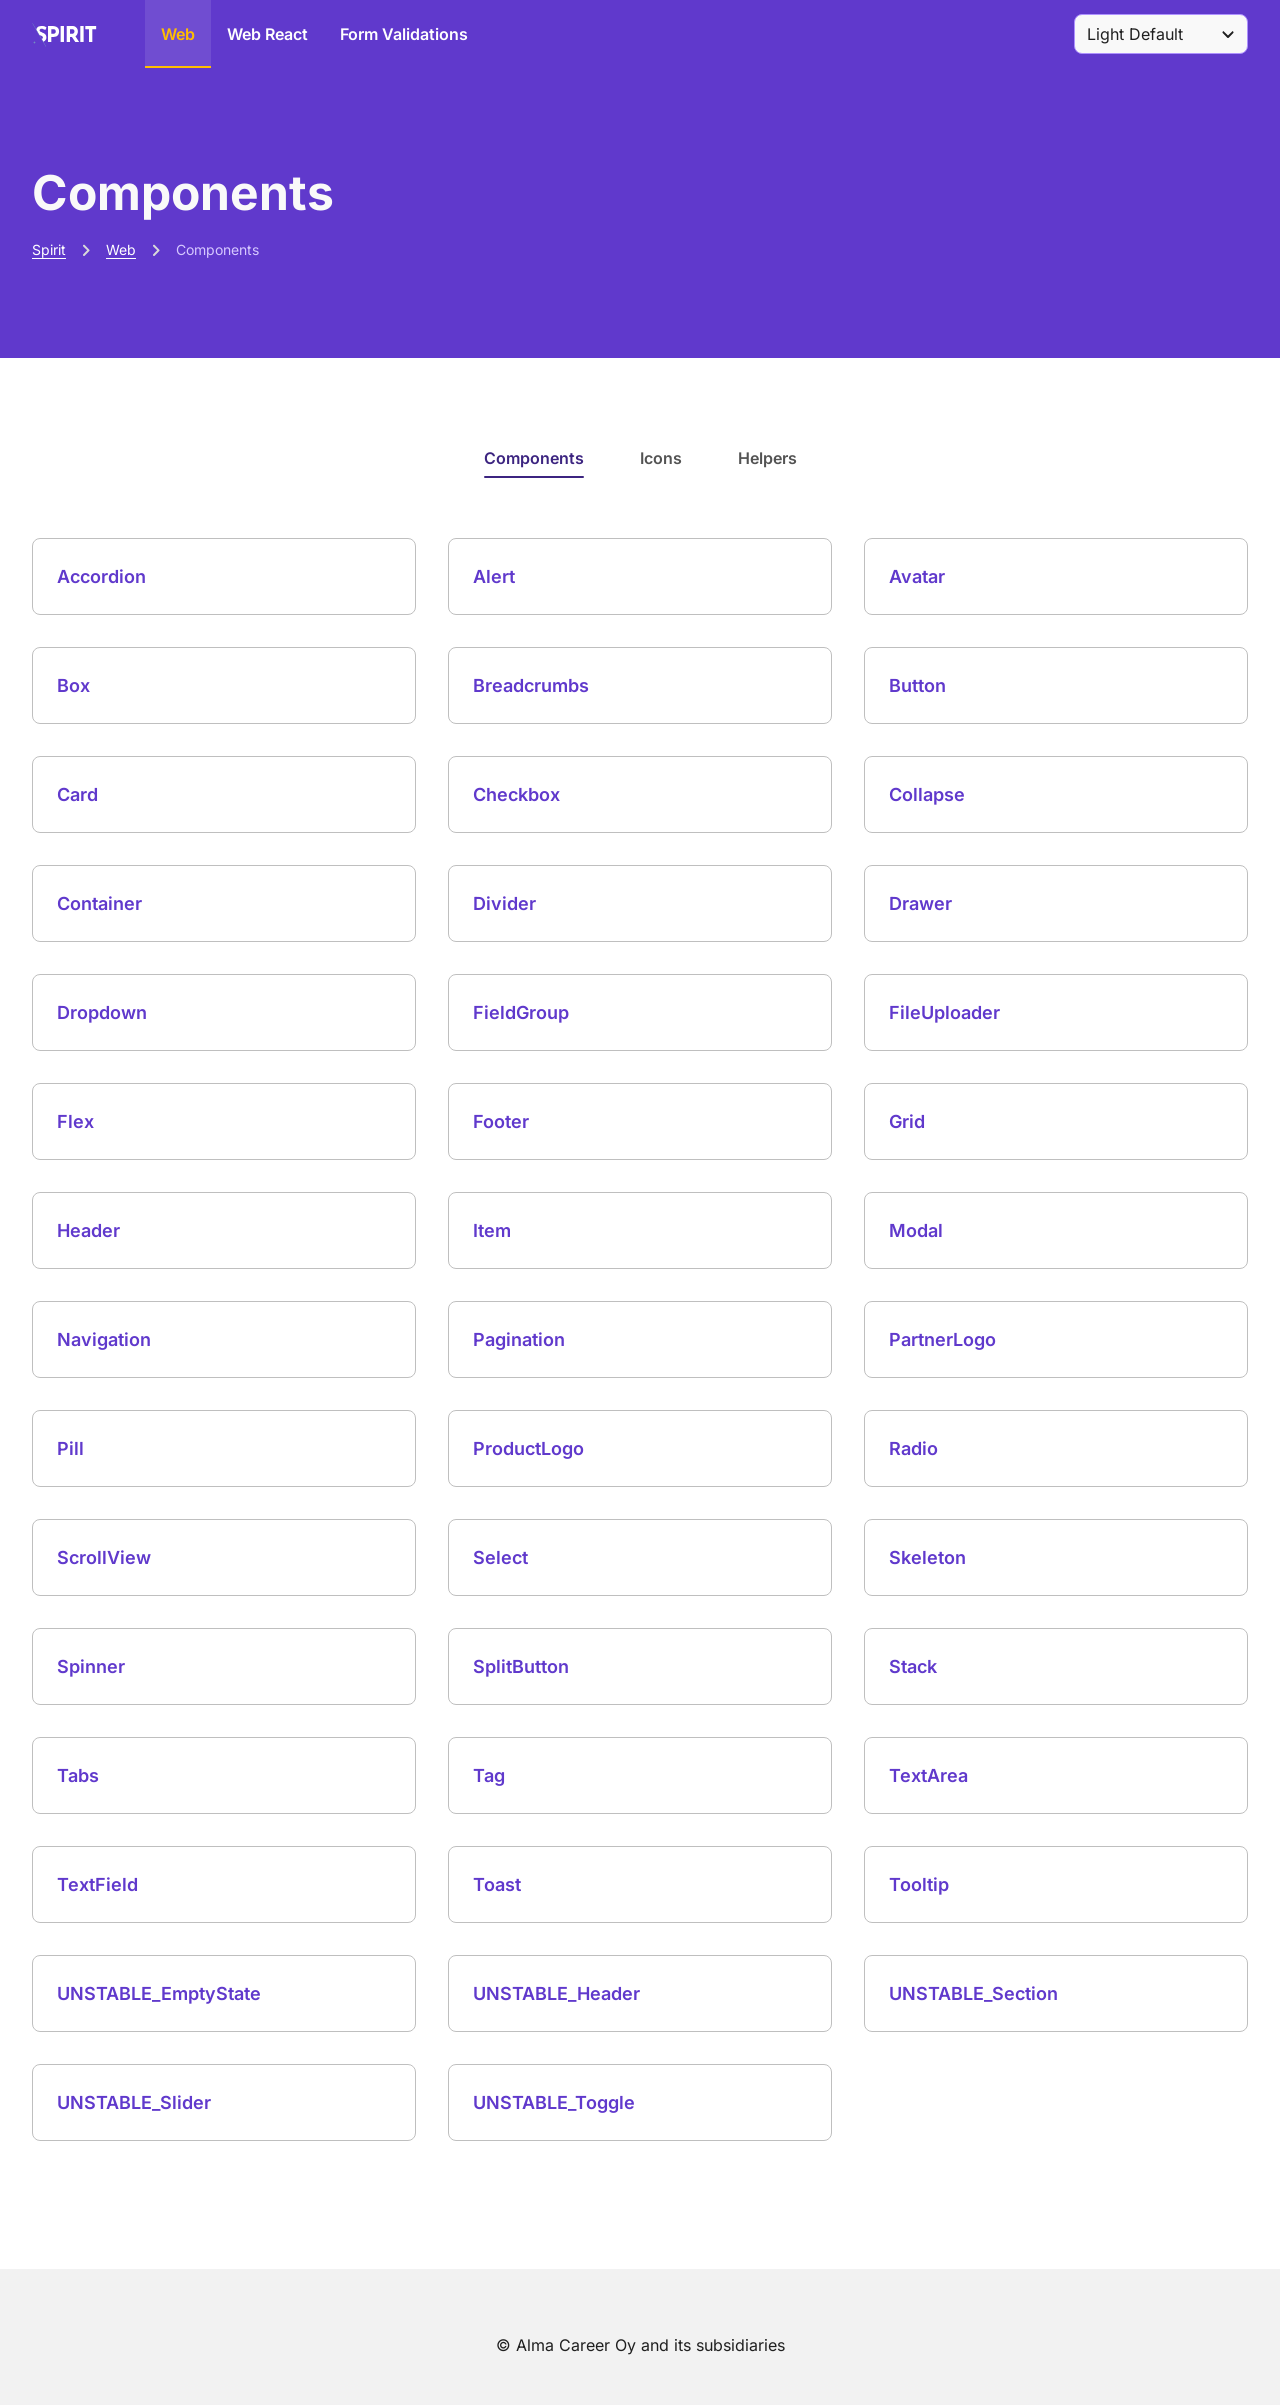 SPIRIT
Web
Web React
Form Validations
Light Default
Components
Spirit
Web
Components
Components
Icons
Helpers
Accordion
Alert
Avatar
Box
Breadcrumbs
Button
Card
Checkbox
Collapse
Container
Divider
Drawer
Dropdown
FieldGroup
FileUploader
Flex
Footer
Grid
Header
Item
Modal
Navigation
Pagination
PartnerLogo
Pill
ProductLogo
Radio
ScrollView
Select
Skeleton
Spinner
SplitButton
Stack
Tabs
Tag
TextArea
TextField
Toast
Tooltip
UNSTABLE_EmptyState
UNSTABLE_Header
UNSTABLE_Section
UNSTABLE_Slider
UNSTABLE_Toggle
© Alma Career Oy and its subsidiaries